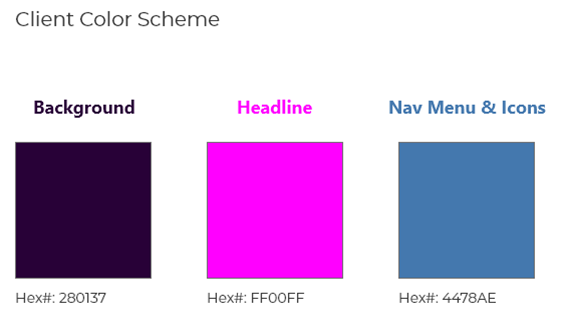 Client Color Scheme
Background
Headline
Nav Menu & Icons
Hex#: 280137
Hex#: FF00FF
Hex#: 4478AE